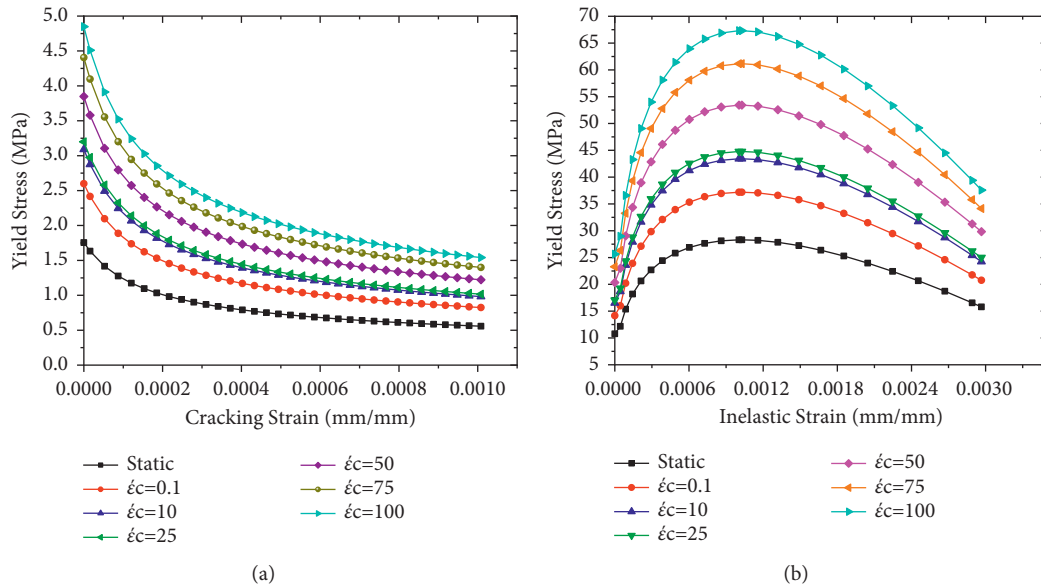 5.0
4.5
4.0
3.5
3.0
2.5
2.0
1.5
1.0
0.5
0.0
Yield Stress (MPa)
0.0000 0.0002 0.0004 0.0006 0.0008 0.0010
Cracking Strain (mm/mm)
Static
έc=0.1
έc=10
έc=25
έc=50
έc=75
έc=100
(a)
70
65
60
55
50
45
40
35
30
25
20
15
10
5
Yield Stress (MPa)
0.0000 0.0006 0.0012 0.0018 0.0024 0.0030
Inelastic Strain (mm/mm)
Static
έc=0.1
έc=10
έc=25
έc=50
έc=75
έc=100
(b)